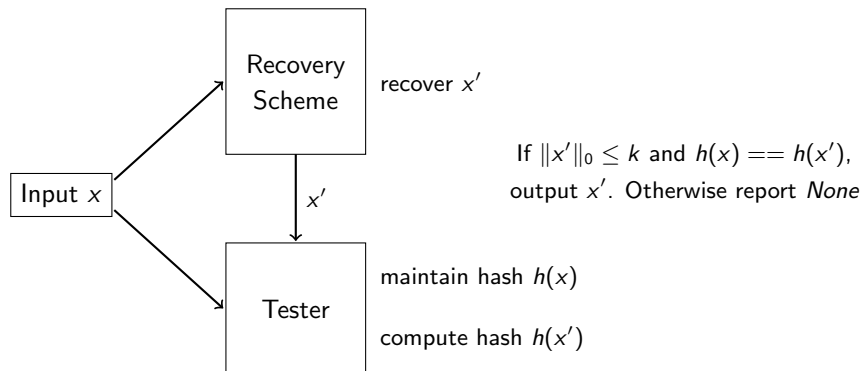 Recovery
Scheme
recover x′
If ‖x′‖₀ ≤ k and h(x) == h(x′),
output x′. Otherwise report None
Input x
x′
maintain hash h(x)
Tester
compute hash h(x′)